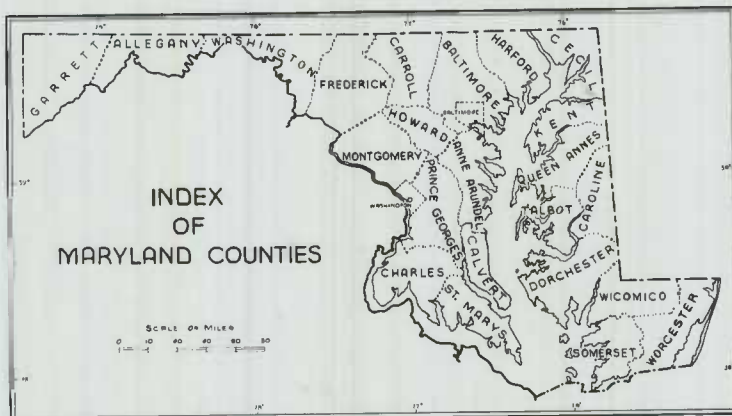 78°
76°
GARRETT
ALLEGANY
WASHINGTON
FREDERICK
CARROLL
BALTIMORE
HARFORD
CECIL
HOWARD
BALTIMORE
KENT
MONTGOMERY
ANNE ARUNDEL
QUEEN ANNES
PRINCE GEORGES
WASHINGTON
TALBOT
CAROLINE
INDEX
OF
MARYLAND COUNTIES
CALVERT
CHARLES
DORCHESTER
ST. MARYS
WICOMICO
WORCESTER
SOMERSET
SCALE OF MILES
0 10 20 30 40 50
77°